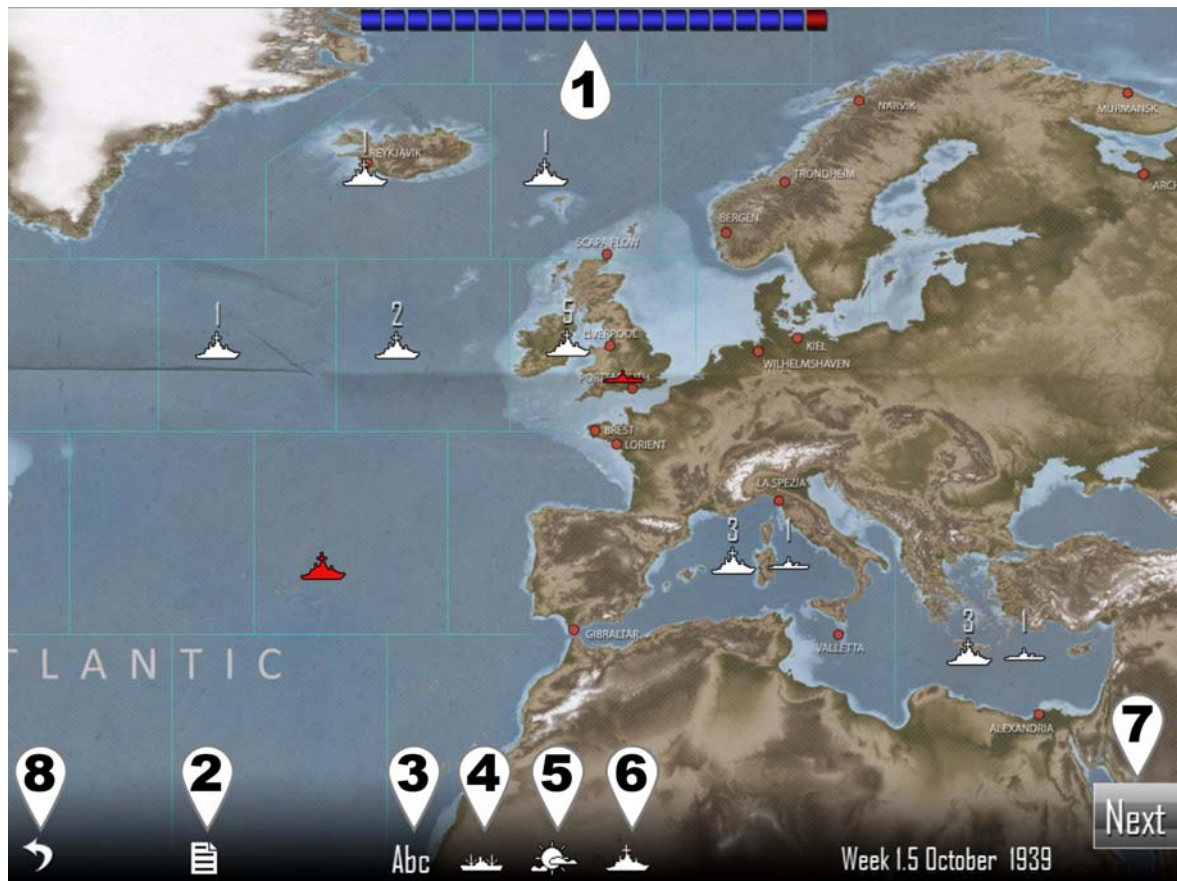 1
NARVIK
MURMANSK
1
REYKJAVIK
1
TRONDHEIM
ARCH
BERGEN
SCAPA FLOW
1
2
5
LIVERPOOL
KIEL
WILHELMSHAVEN
PORTSMOUTH
BREST
LORIENT
LA SPEZIA
3
1
GIBRALTAR
VALLETTA
3
1
TLANTIC
ALEXANDRIA
8
2
3
4
5
6
7
Abc
Week 1.5 October 1939
Next